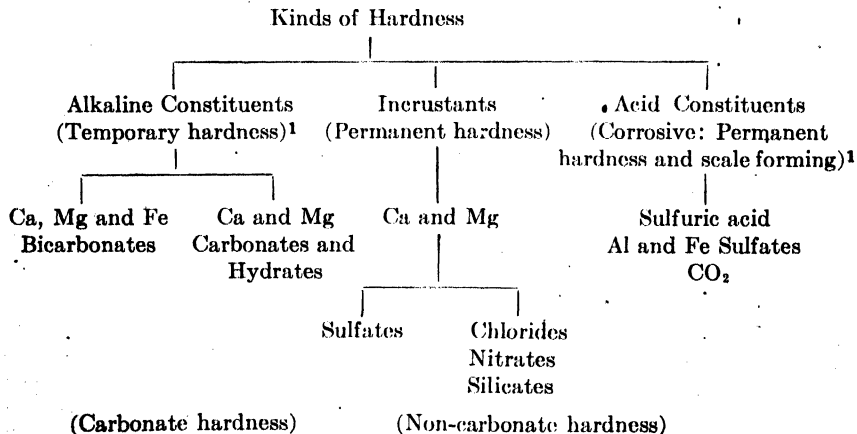 Kinds of Hardness
Alkaline Constituents
(Temporary hardness)¹
Incrustants
(Permanent hardness)
Acid Constituents
(Corrosive: Permanent
hardness and scale forming)¹
Ca, Mg and Fe
Bicarbonates
Ca and Mg
Carbonates and
Hydrates
Ca and Mg
Sulfuric acid
Al and Fe Sulfates
CO₂
Sulfates
Chlorides
Nitrates
Silicates
(Carbonate hardness)
(Non-carbonate hardness)